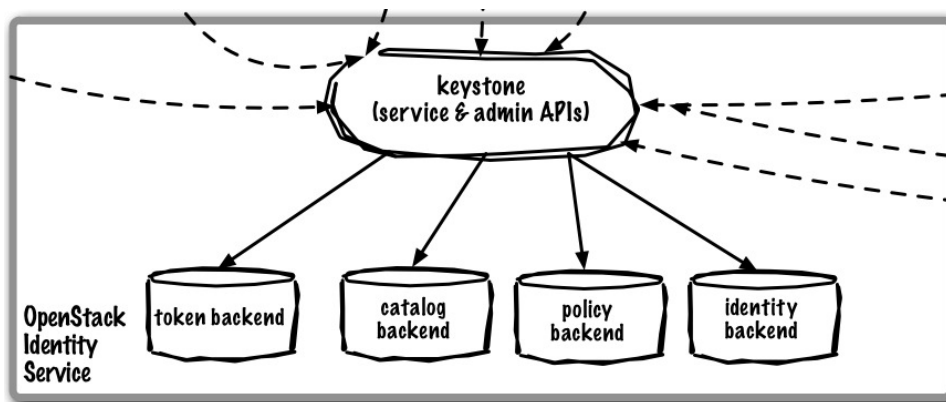 keystone
(service & admin APIs)
token backend
catalog
backend
policy
backend
identity
backend
OpenStack
Identity
Service